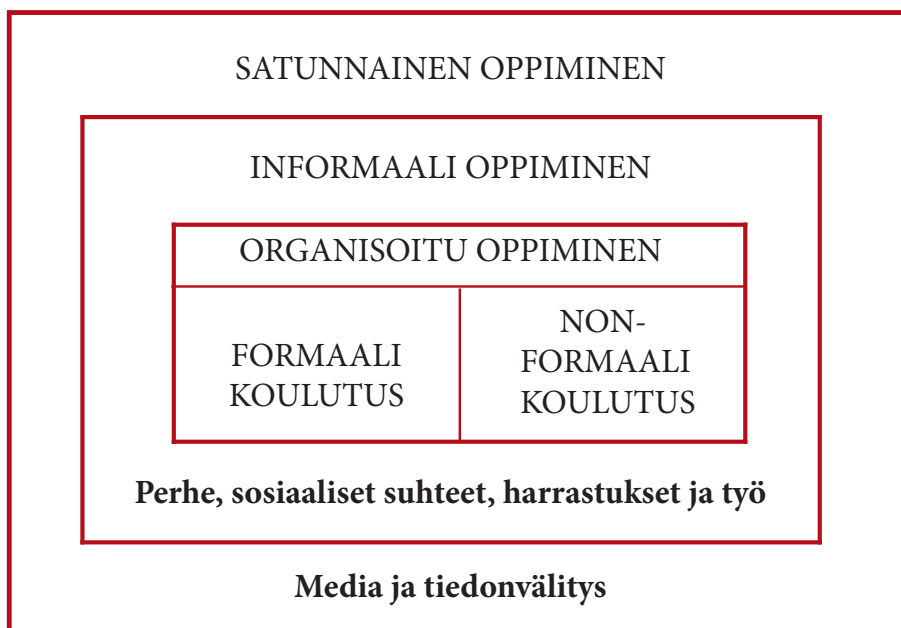 SATUNNAINEN OPPIMINEN
INFORMAALI OPPIMINEN
ORGANISOITU OPPIMINEN
FORMAALI
KOULUTUS
NON-
FORMAALI
KOULUTUS
Perhe, sosiaaliset suhteet, harrastukset ja työ
Media ja tiedonvälitys